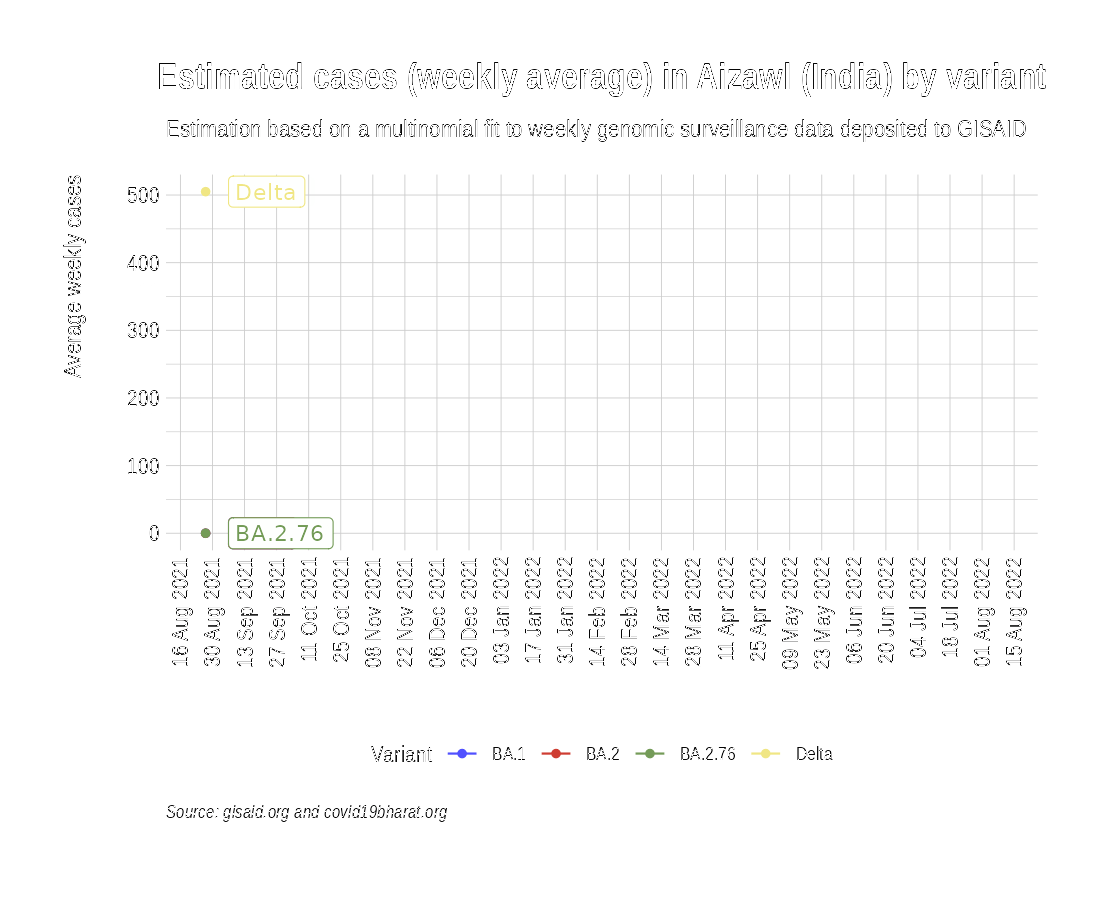 Estimated cases (weekly average) in Aizawl (India) by variant
Estimation based on a multinomial fit to weekly genomic surveillance data deposited to GISAID
Average weekly cases
500
400
300
200
100
0
Delta
BA.2.76
16 Aug 2021
30 Aug 2021
13 Sep 2021
27 Sep 2021
11 Oct 2021
25 Oct 2021
08 Nov 2021
22 Nov 2021
06 Dec 2021
20 Dec 2021
03 Jan 2022
17 Jan 2022
31 Jan 2022
14 Feb 2022
28 Feb 2022
14 Mar 2022
28 Mar 2022
11 Apr 2022
25 Apr 2022
09 May 2022
23 May 2022
06 Jun 2022
20 Jun 2022
04 Jul 2022
18 Jul 2022
01 Aug 2022
15 Aug 2022
Variant BA.1 BA.2 BA.2.76 Delta
Source: gisaid.org and covid19bharat.org